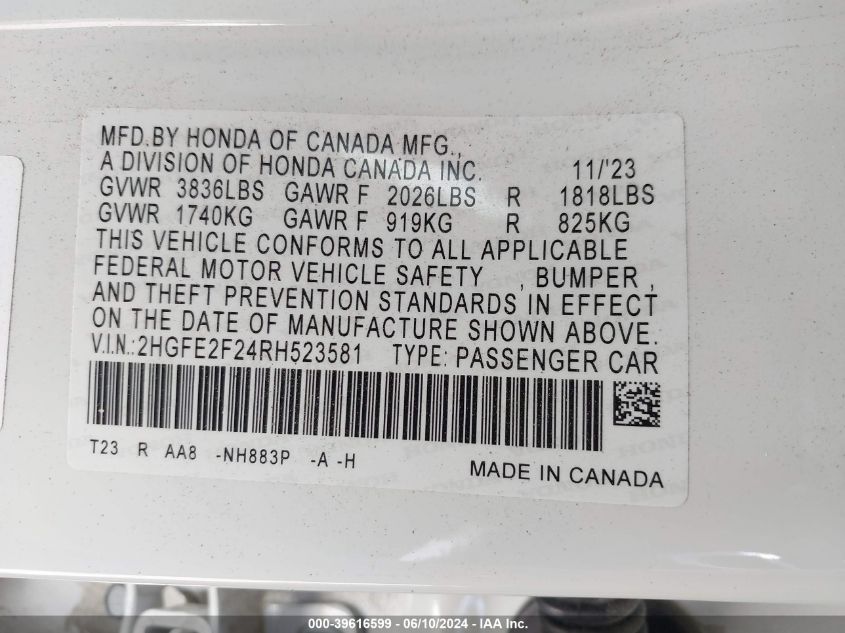 MFD.BY HONDA OF CANADA MFG.,
A DIVISION OF HONDA CANADA INC. 11/'23
GVWR 3836LBS GAWR F 2026LBS R 1818LBS
GVWR 1740KG GAWR F 919KG R 825KG
THIS VEHICLE CONFORMS TO ALL APPLICABLE
FEDERAL MOTOR VEHICLE SAFETY , BUMPER ,
AND THEFT PREVENTION STANDARDS IN EFFECT
ON THE DATE OF MANUFACTURE SHOWN ABOVE.
V.I.N.:2HGFE2F24RH523581 TYPE: PASSENGER CAR
T23 R AA8 -NH883P -A -H
MADE IN CANADA
000-39616599 - 06/10/2024 - IAAI, Inc.